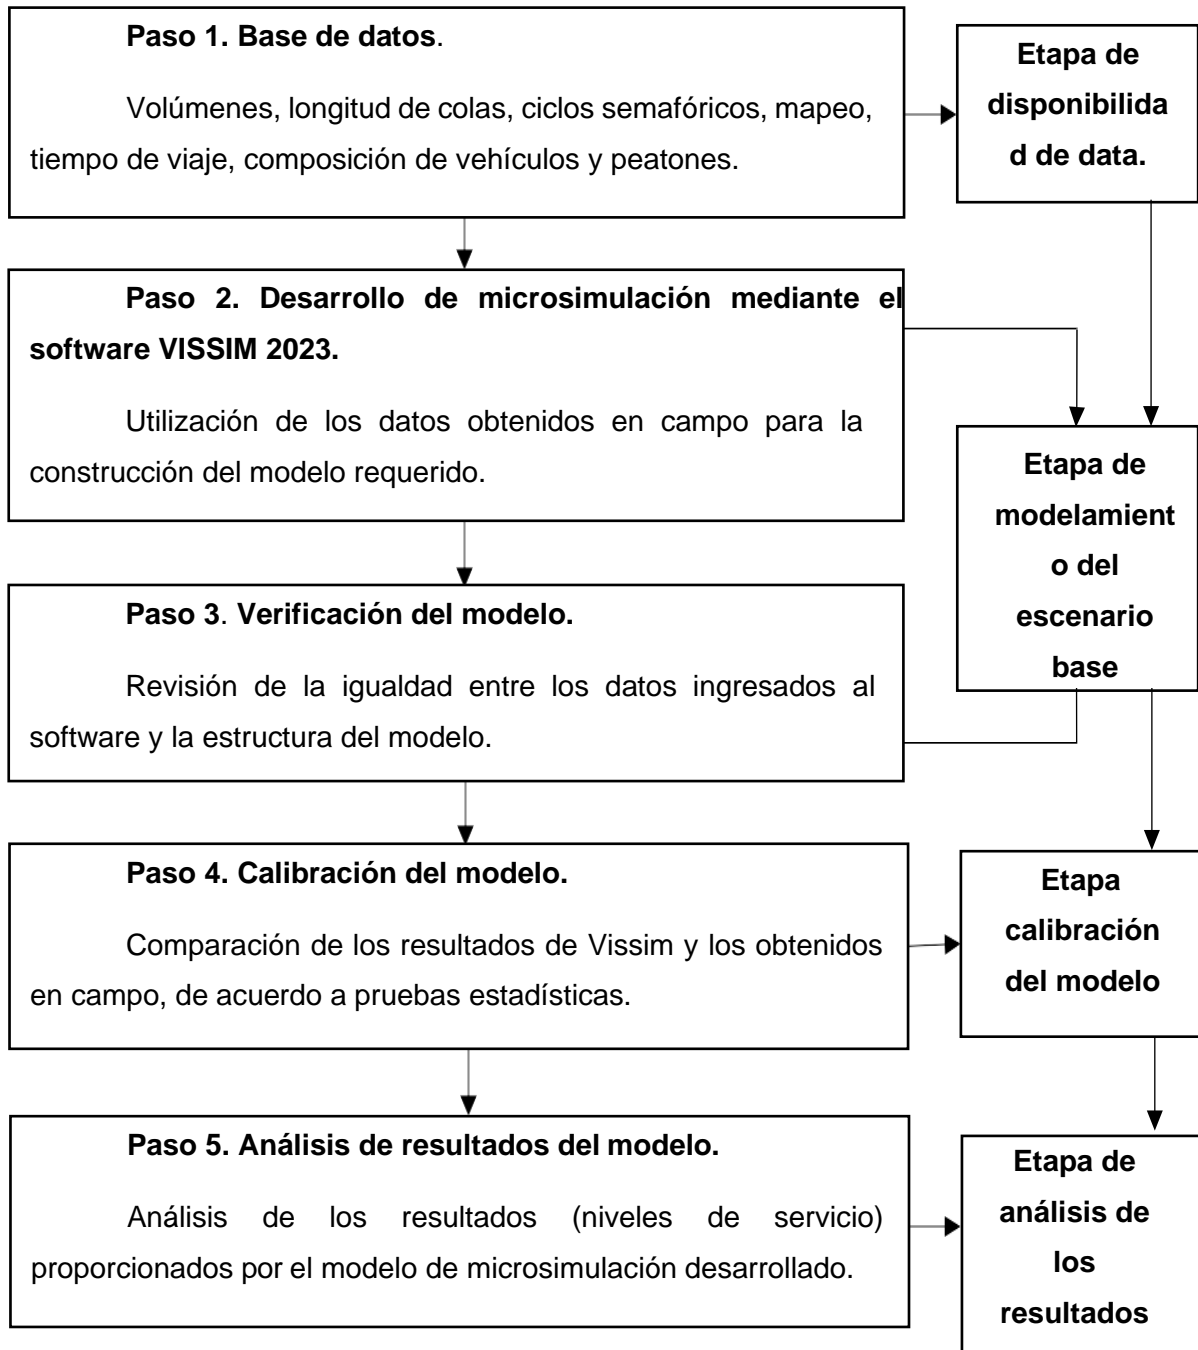 Paso 1. Base de datos.
Volúmenes, longitud de colas, ciclos semafóricos, mapeo,
tiempo de viaje, composición de vehículos y peatones.
Etapa de
disponibilida
d de data.
Paso 2. Desarrollo de microsimulación mediante el
software VISSIM 2023.
Utilización de los datos obtenidos en campo para la
construcción del modelo requerido.
Etapa de
modelamient
o del
escenario
base
Paso 3. Verificación del modelo.
Revisión de la igualdad entre los datos ingresados al
software y la estructura del modelo.
Paso 4. Calibración del modelo.
Comparación de los resultados de Vissim y los obtenidos
en campo, de acuerdo a pruebas estadísticas.
Etapa
calibración
del modelo
Paso 5. Análisis de resultados del modelo.
Análisis de los resultados (niveles de servicio)
proporcionados por el modelo de microsimulación desarrollado.
Etapa de
análisis de
los
resultados